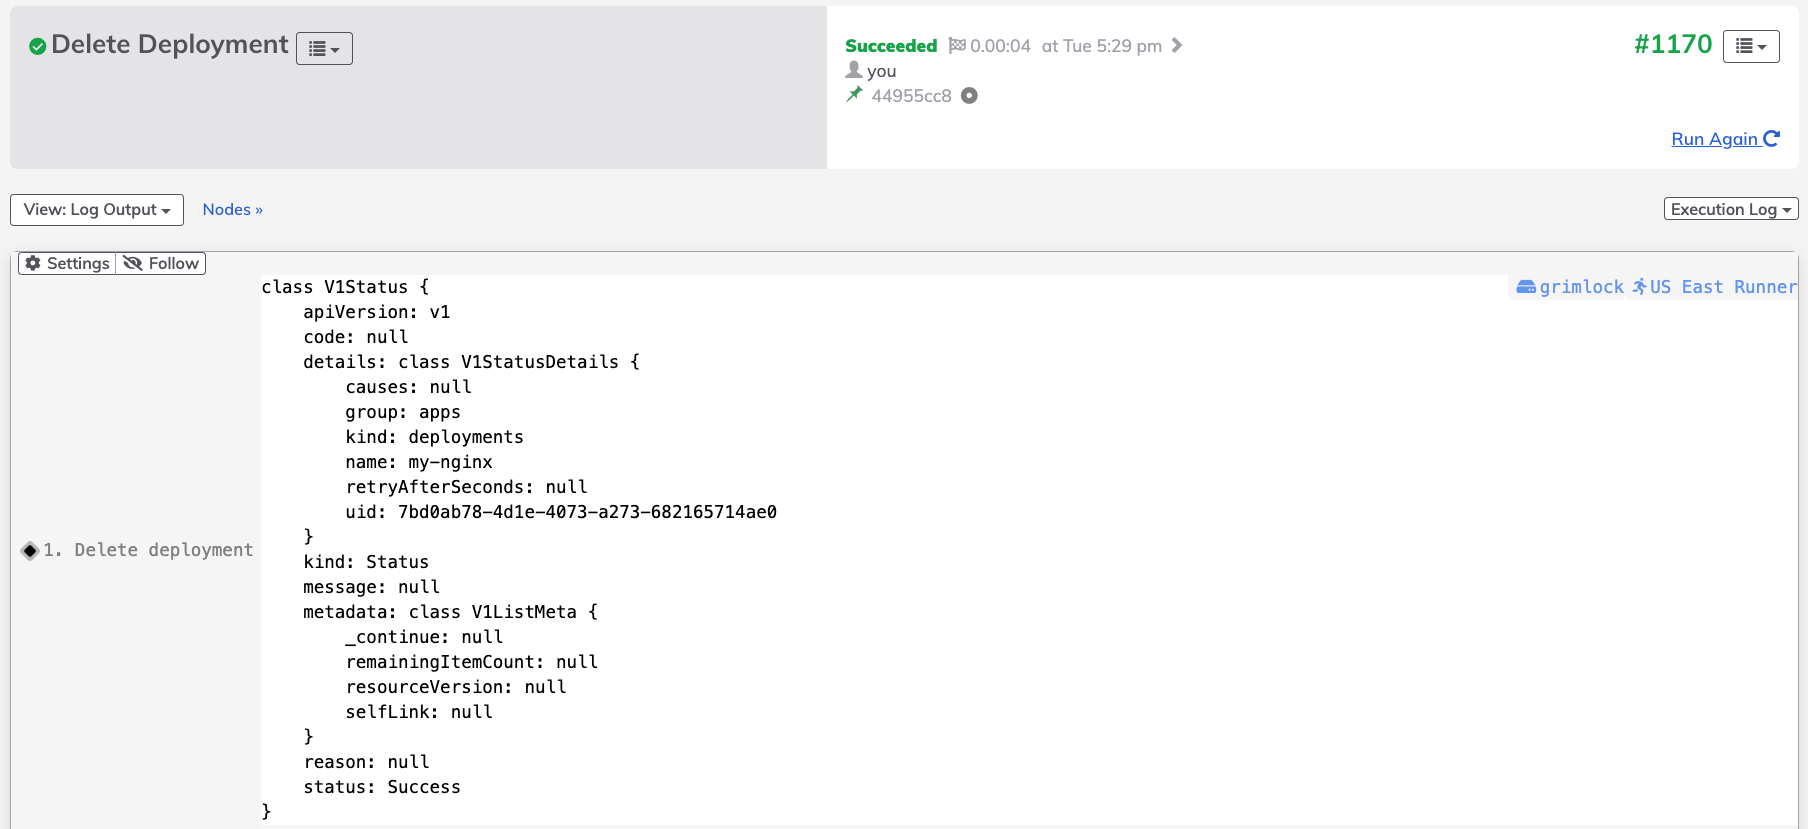 Delete Deployment
Succeeded 0.00:04 at Tue 5:29 pm
#1170
you
44955cc8
Run Again
View: Log Output
Nodes »
Execution Log
Settings
Follow
class V1Status {
grimlock US East Runner
apiVersion: v1
code: null
details: class V1StatusDetails {
causes: null
group: apps
kind: deployments
name: my-nginx
retryAfterSeconds: null
uid: 7bd0ab78-4d1e-4073-a273-682165714ae0
}
1. Delete deployment
kind: Status
message: null
metadata: class V1ListMeta {
_continue: null
remainingItemCount: null
resourceVersion: null
selfLink: null
}
reason: null
status: Success
}